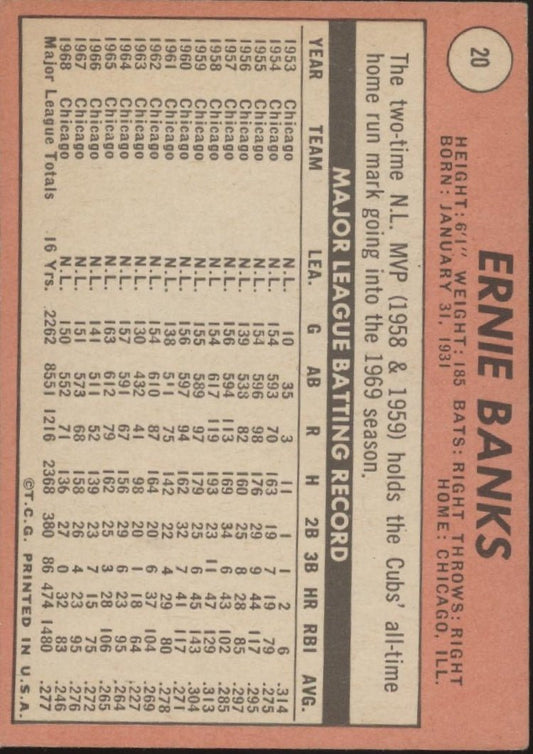 20
ERNIE BANKS
HEIGHT: 6'1" WEIGHT: 185 BATS: RIGHT THROWS: RIGHT
BORN: JANUARY 31, 1931 HOME: CHICAGO, ILL.
The two-time N.L. MVP (1958 & 1959) holds the Cubs' all-time
home run mark going into the 1969 season.
MAJOR LEAGUE BATTING RECORD
YEAR TEAM LEA. G AB R H 2B 3B HR RBI AVG.
1953 Chicago N.L. 10 35 3 11 1 1 2 6 .314
1954 Chicago N.L. 154 593 70 163 19 7 19 79 .275
1955 Chicago N.L. 154 596 98 176 29 9 44 117 .295
1956 Chicago N.L. 139 538 82 160 25 8 28 85 .297
1957 Chicago N.L. 156 594 113 169 34 6 43 102 .285
1958 Chicago N.L. 154 617 119 193 23 11 47 129 .313
1959 Chicago N.L. 155 589 97 179 25 6 45 143 .304
1960 Chicago N.L. 156 597 94 162 32 7 41 117 .271
1961 Chicago N.L. 138 511 75 142 22 4 29 80 .278
1962 Chicago N.L. 154 610 87 164 20 6 37 104 .269
1963 Chicago N.L. 130 432 41 98 20 1 18 64 .227
1964 Chicago N.L. 157 591 67 156 29 6 23 95 .264
1965 Chicago N.L. 163 612 79 162 25 3 28 106 .265
1966 Chicago N.L. 141 511 52 139 23 7 15 75 .272
1967 Chicago N.L. 151 573 68 158 26 4 23 95 .276
1968 Chicago N.L. 150 552 71 136 27 0 32 83 .246
Major League Totals 16 Yrs. 2262 8551 1216 2368 380 86 474 1480 .277
©T.C.G. PRINTED IN U.S.A.